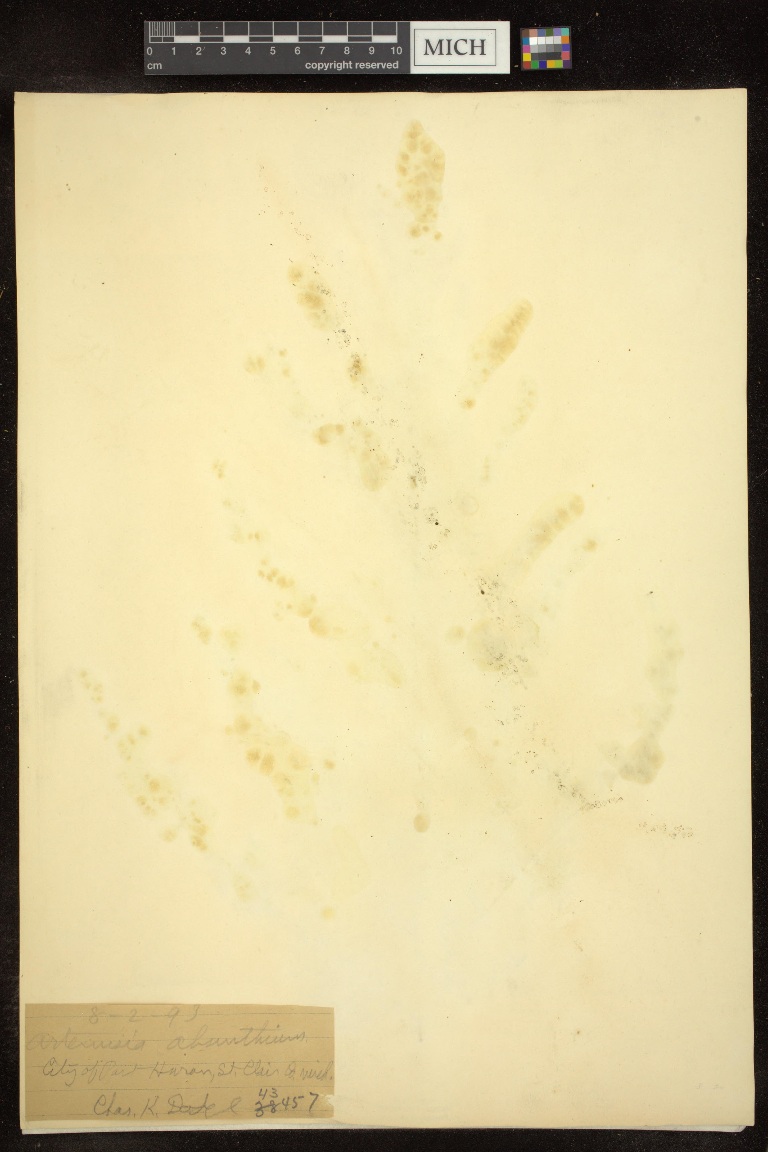 0 1 2 3 4 5 6 7 8 9 10
cm copyright reserved
MICH
8-2-93
Artemisia absinthium
City of Port Huron, St. Clair Co. Mich.
Chas. K. Dodge 43
38457